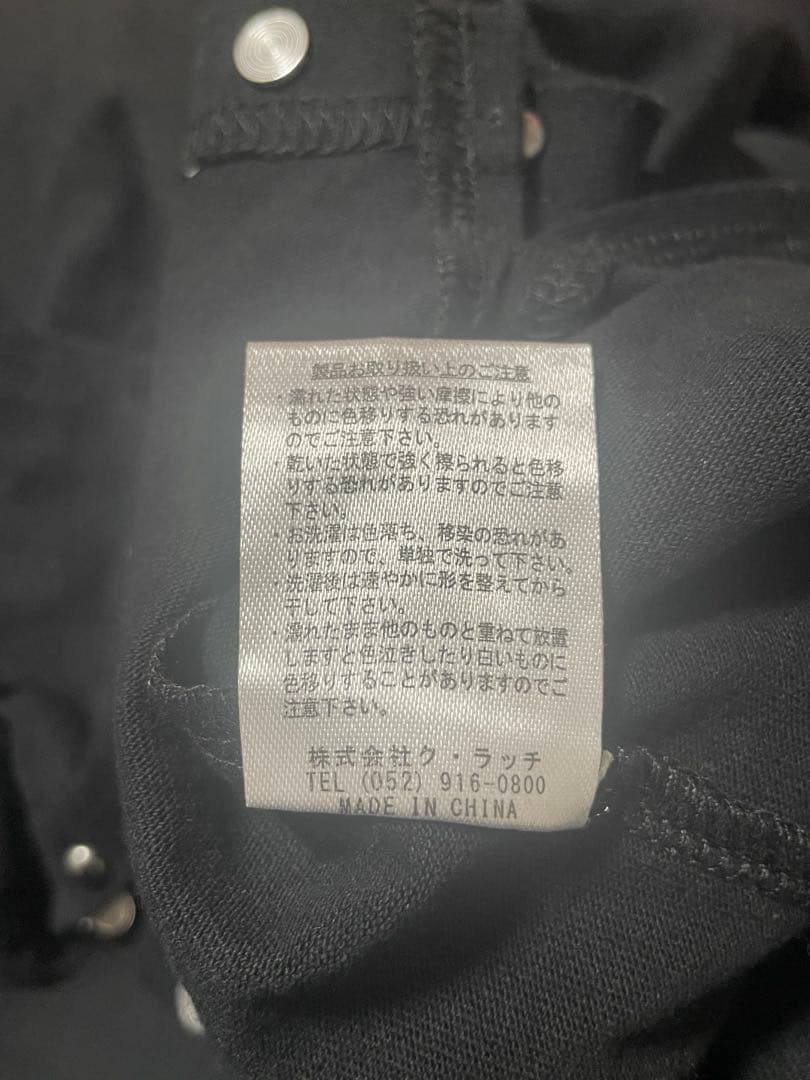 製品お取り扱い上のご注意
・濡れた状態や強い摩擦により他の
ものに色移りする恐れがあります
のでご注意下さい。
・乾いた状態で強く擦られると色移
りする恐れがありますのでご注意
下さい。
・お洗濯は色落ち、移染の恐れがあ
りますので、単独で洗って下さい。
・洗濯後は速やかに形を整えてから
干して下さい。
・濡れたまま他のものと重ねて放置
しますと色泣きしたり白いものに
色移りすることがありますのでご
注意下さい。
株式会社ク・ラッチ
TEL (052) 916-0800
MADE IN CHINA